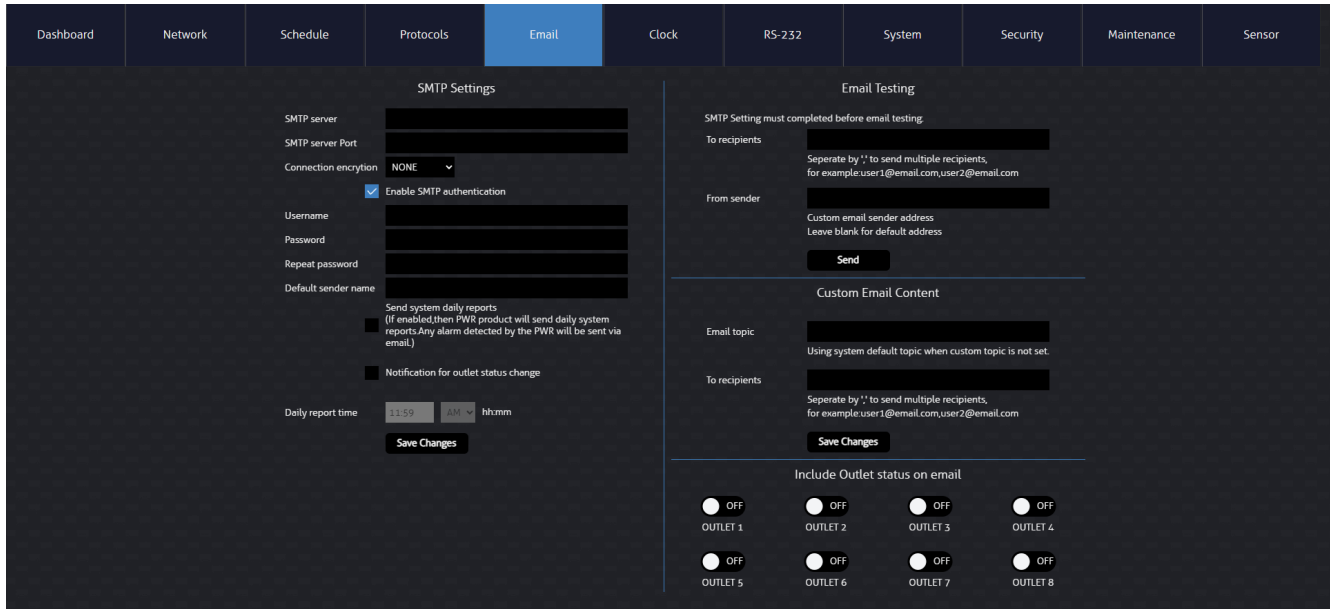 Dashboard
Network
Schedule
Protocols
Email
Clock
RS-232
System
Security
Maintenance
Sensor
SMTP Settings
SMTP server
SMTP server Port
Connection encrytion
NONE
Enable SMTP authentication
Username
Password
Repeat password
Default sender name
Send system daily reports
(If enabled,then PWR product will send daily system
reports.Any alarm detected by the PWR will be sent via
email.)
Notification for outlet status change
Daily report time
11:59
AM
hh:mm
Save Changes
Email Testing
SMTP Setting must completed before email testing.
To recipients
Seperate by ',' to send multiple recipients,
for example:user1@email.com,user2@email.com
From sender
Custom email sender address
Leave blank for default address
Send
Custom Email Content
Email topic
Using system default topic when custom topic is not set.
To recipients
Seperate by ',' to send multiple recipients,
for example:user1@email.com,user2@email.com
Save Changes
Include Outlet status on email
OFF
OFF
OFF
OFF
OUTLET 1
OUTLET 2
OUTLET 3
OUTLET 4
OFF
OFF
OFF
OFF
OUTLET 5
OUTLET 6
OUTLET 7
OUTLET 8